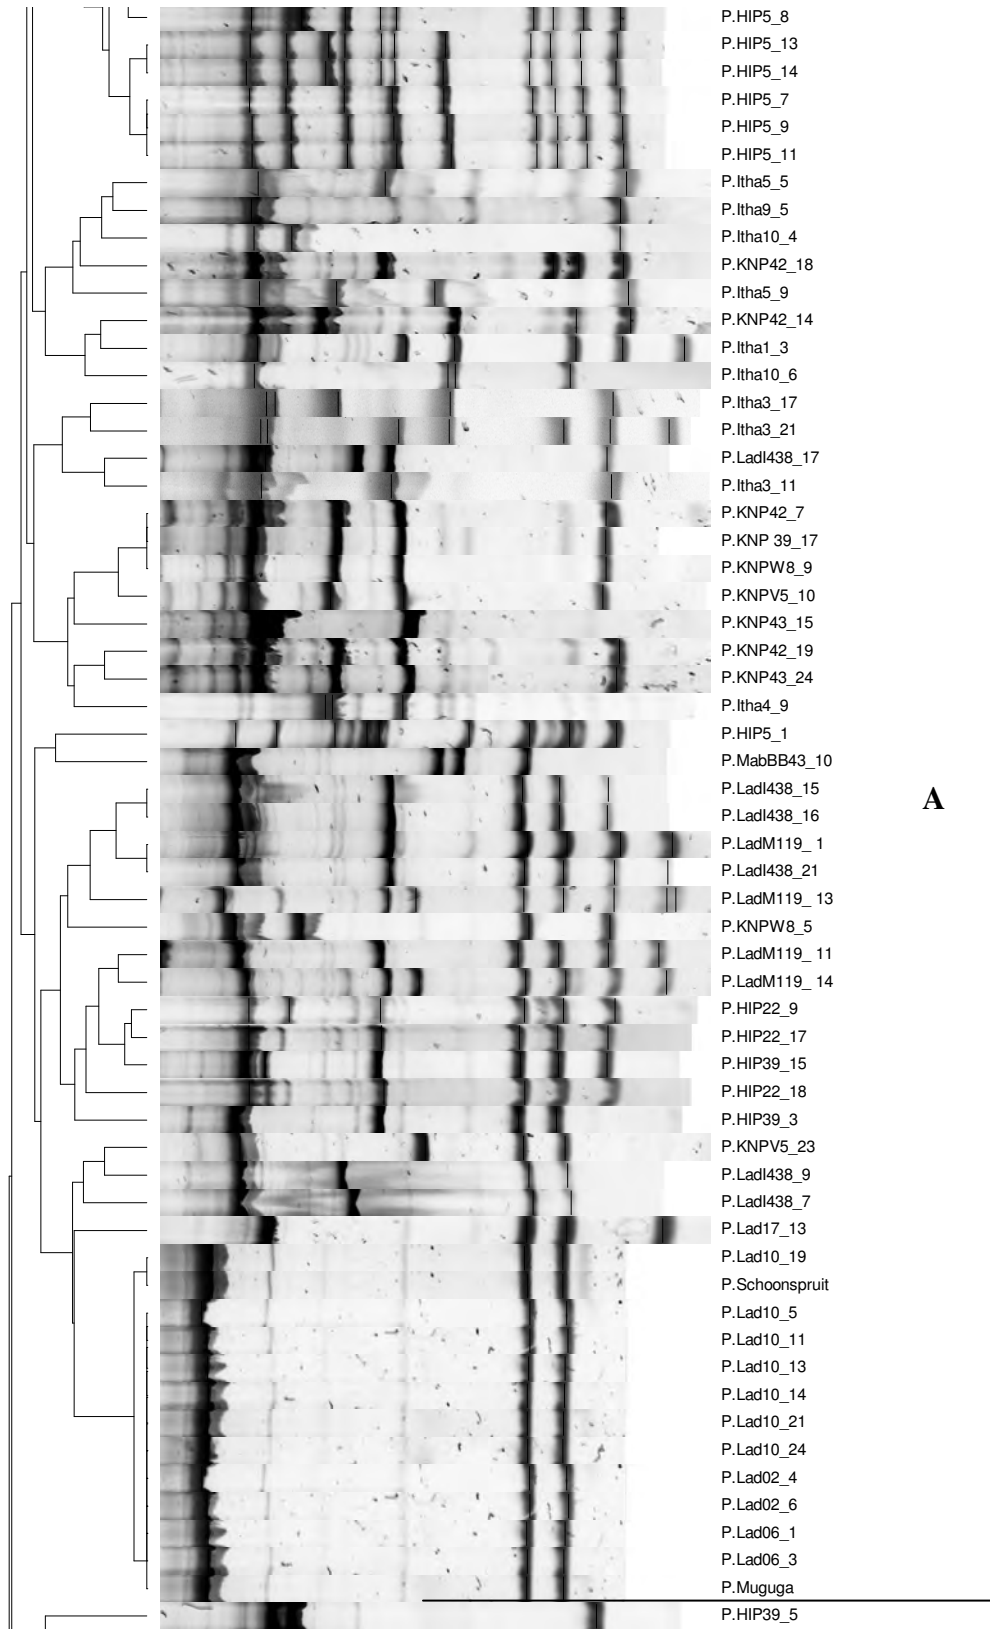 P.HIP5_8
P.HIP5_13
P.HIP5_14
P.HIP5_7
P.HIP5_9
P.HIP5_11
P.Itha5_5
P.Itha9_5
P.Itha10_4
P.KNP42_18
P.Itha5_9
P.KNP42_14
P.Itha1_3
P.Itha10_6
P.Itha3_17
P.Itha3_21
P.LadI438_17
P.Itha3_11
P.KNP42_7
P.KNP 39_17
P.KNPW8_9
P.KNPV5_10
P.KNP43_15
P.KNP42_19
P.KNP43_24
P.Itha4_9
P.HIP5_1
P.MabBB43_10
P.LadI438_15
A
P.LadI438_16
P.LadM119_ 1
P.LadI438_21
P.LadM119_ 13
P.KNPW8_5
P.LadM119_ 11
P.LadM119_ 14
P.HIP22_9
P.HIP22_17
P.HIP39_15
P.HIP22_18
P.HIP39_3
P.KNPV5_23
P.LadI438_9
P.LadI438_7
P.Lad17_13
P.Lad10_19
P.Schoonspruit
P.Lad10_5
P.Lad10_11
P.Lad10_13
P.Lad10_14
P.Lad10_21
P.Lad10_24
P.Lad02_4
P.Lad02_6
P.Lad06_1
P.Lad06_3
P.Muguga
P.HIP39_5